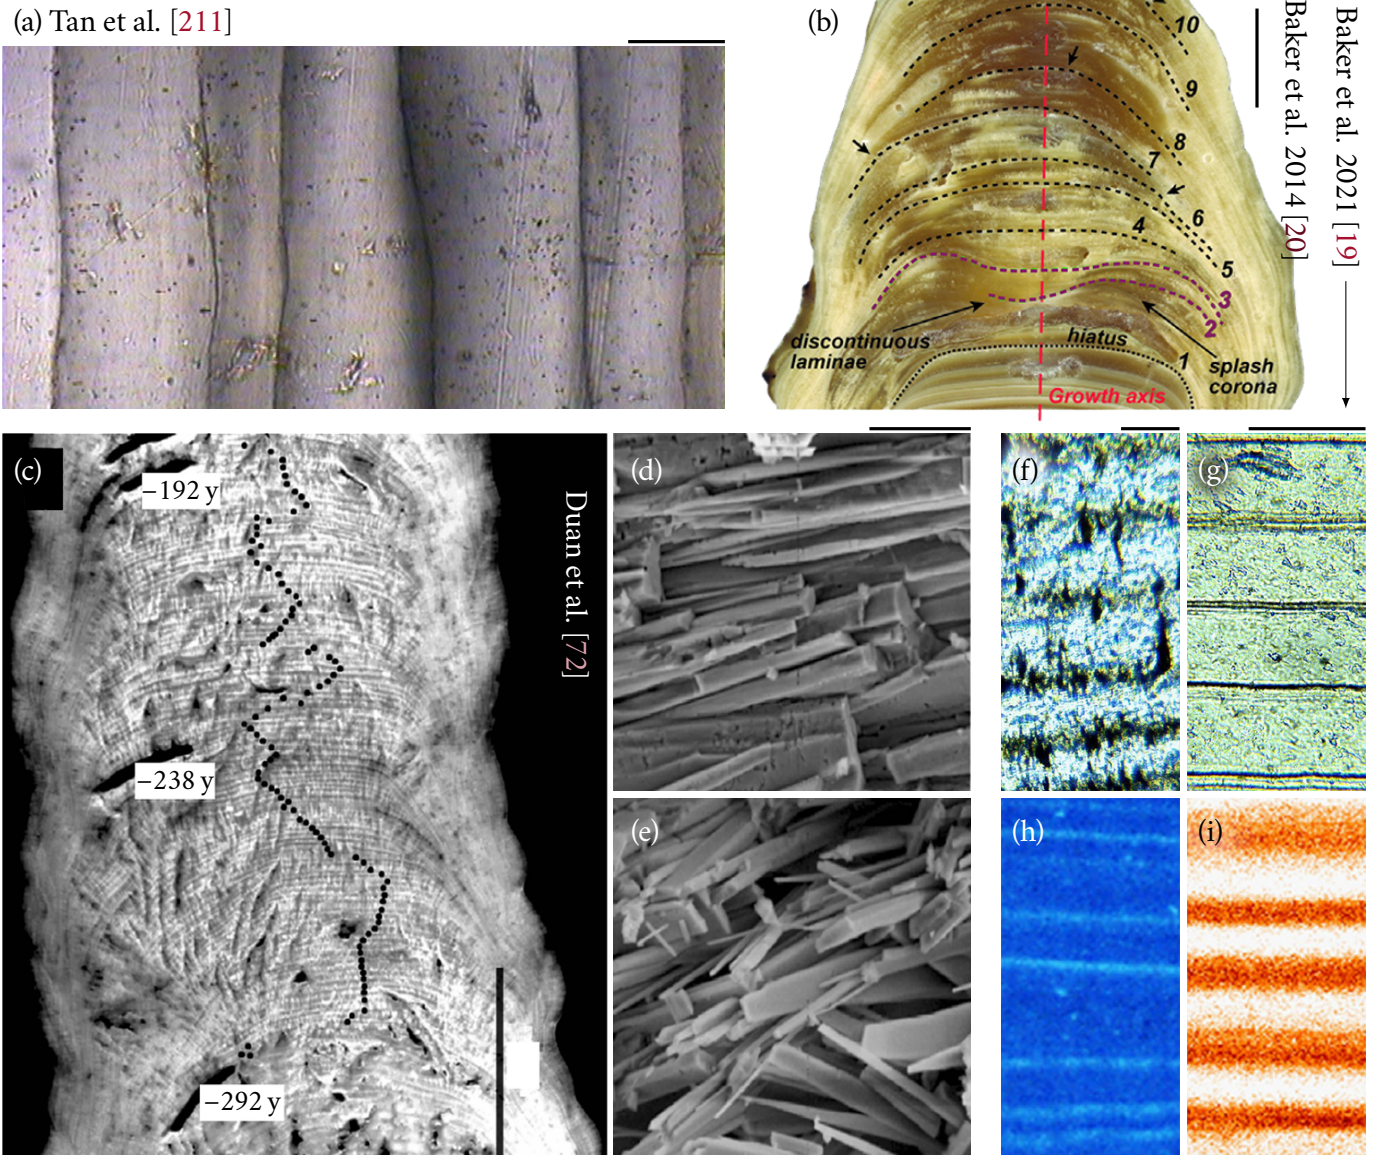 (a) Tan et al. [211]
(b)
10
9
8
7
6
4
5
3
2
1
discontinuous
laminae
hiatus
splash
corona
Growth axis
Baker et al. 2014 [20]
Baker et al. 2021 [19]
(c)
−192 y
−238 y
−292 y
Duan et al. [72]
(d)
(e)
(f)
(g)
(h)
(i)